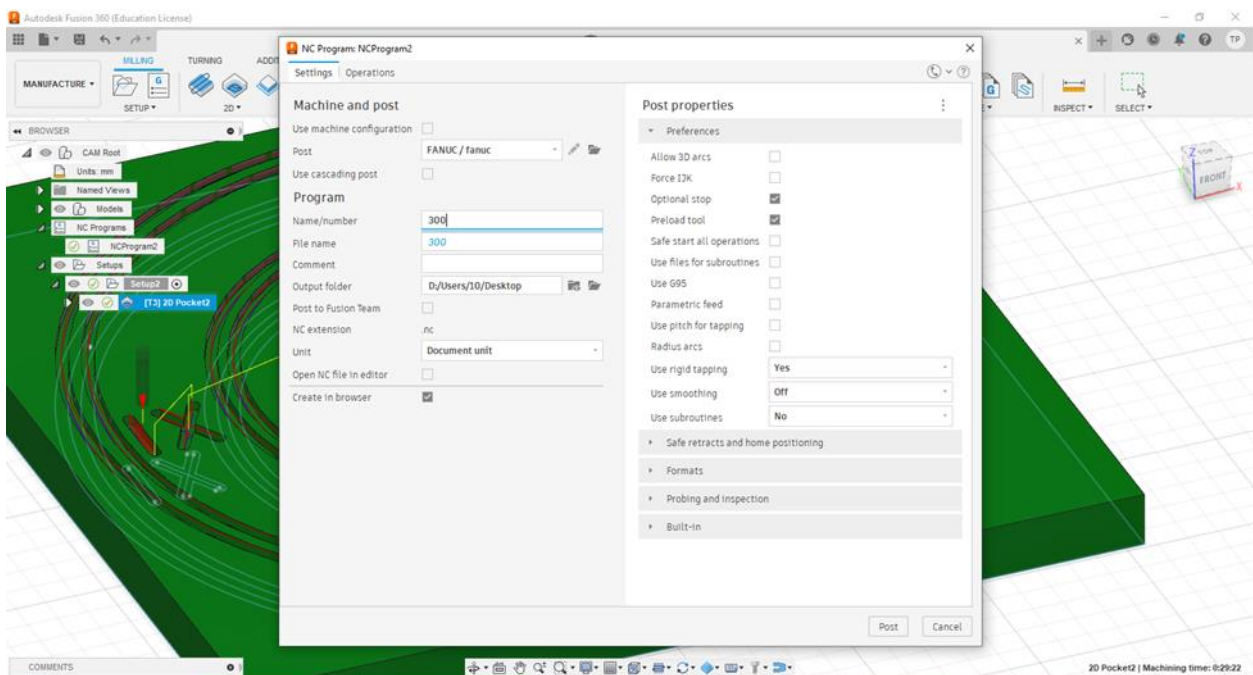 Autodesk Fusion 360 (Education License)
TP
MANUFACTURE
MILLING
TURNING
ADDIT
SETUP
2D
INSPECT
SELECT
BROWSER
CAM Root
Units: mm
Named Views
Models
NC Programs
NCProgram2
Setups
Setup2
[T3] 2D Pocket2
NC Program: NCProgram2
Settings
Operations
Machine and post
Use machine configuration
Post
FANUC / fanuc
Use cascading post
Program
Name/number
300
File name
300
Comment
Output folder
D:/Users/10/Desktop
Post to Fusion Team
NC extension
.nc
Unit
Document unit
Open NC file in editor
Create in browser
Post properties
Preferences
Allow 3D arcs
Force IJK
Optional stop
Preload tool
Safe start all operations
Use files for subroutines
Use G95
Parametric feed
Use pitch for tapping
Radius arcs
Use rigid tapping
Yes
Use smoothing
Off
Use subroutines
No
Safe retracts and home positioning
Formats
Probing and inspection
Built-in
Post
Cancel
Z
FRONT
X
COMMENTS
2D Pocket2 | Machining time: 0:29:22